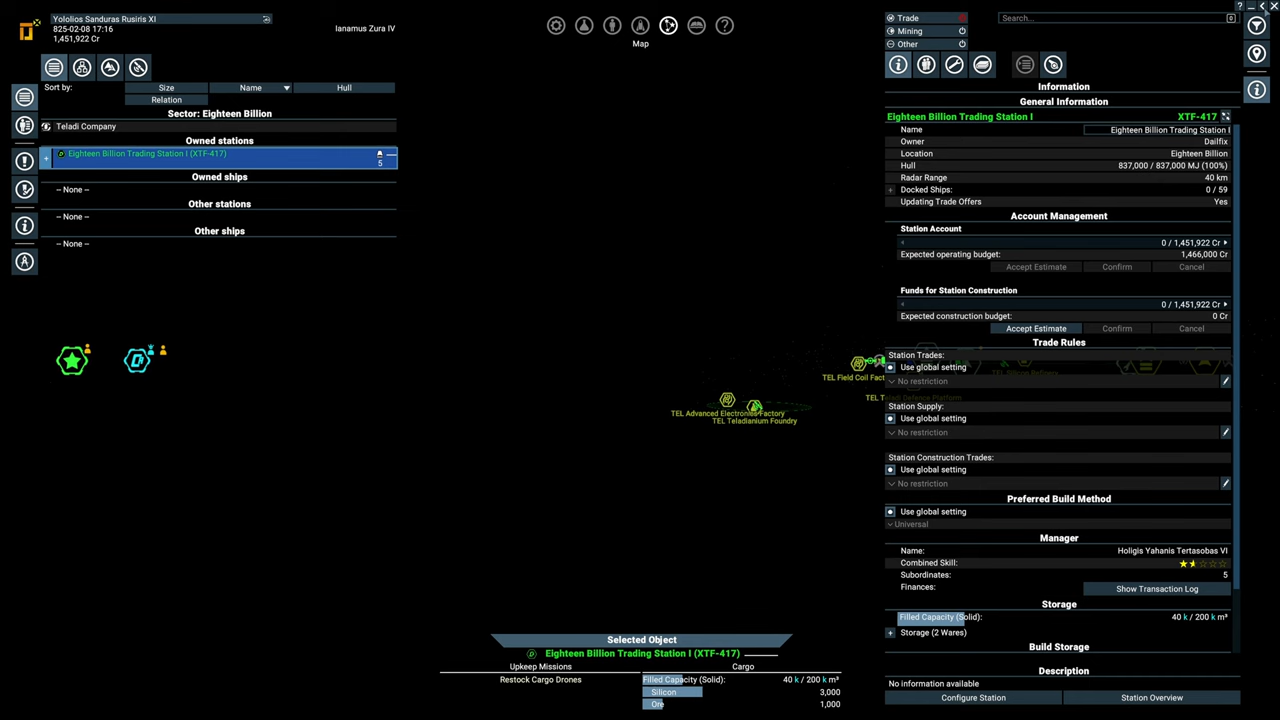 Yololios Sanduras Rusiris XI
825-02-08 17:16
1,451,922 Cr
Ianamus Zura IV
Map
Sort by:
Size
Name
Hull
Relation
Sector: Eighteen Billion
Teladi Company
Owned stations
Eighteen Billion Trading Station I (XTF-417)
5
Owned ships
-- None --
Other stations
-- None --
Other ships
-- None --
TEL Advanced Electronics Factory
TEL Teladianium Foundry
TEL Field Coil Fact
TEL Teladi Defence Platform
TEL Silicon Refinery
Selected Object
Eighteen Billion Trading Station I (XTF-417)
Upkeep Missions
Cargo
Restock Cargo Drones
Filled Capacity (Solid): 40 k / 200 k m³
Silicon 3,000
Ore 1,000
Trade
Mining
Other
Search...
Information
General Information
Eighteen Billion Trading Station I XTF-417
Name Eighteen Billion Trading Station I
Owner Dailfix
Location Eighteen Billion
Hull 837,000 / 837,000 MJ (100%)
Radar Range 40 km
+ Docked Ships: 0 / 59
Updating Trade Offers Yes
Account Management
Station Account
0 / 1,451,922 Cr
Expected operating budget: 1,466,000 Cr
Accept Estimate Confirm Cancel
Funds for Station Construction
0 / 1,451,922 Cr
Expected construction budget: 0 Cr
Accept Estimate Confirm Cancel
Trade Rules
Station Trades:
Use global setting
No restriction
Station Supply:
Use global setting
No restriction
Station Construction Trades:
Use global setting
No restriction
Preferred Build Method
Use global setting
Universal
Manager
Name: Holigis Yahanis Tertasobas VI
Combined Skill:
Subordinates: 5
Finances: Show Transaction Log
Storage
Filled Capacity (Solid): 40 k / 200 k m³
+ Storage (2 Wares)
Build Storage
Description
No information available
Configure Station
Station Overview